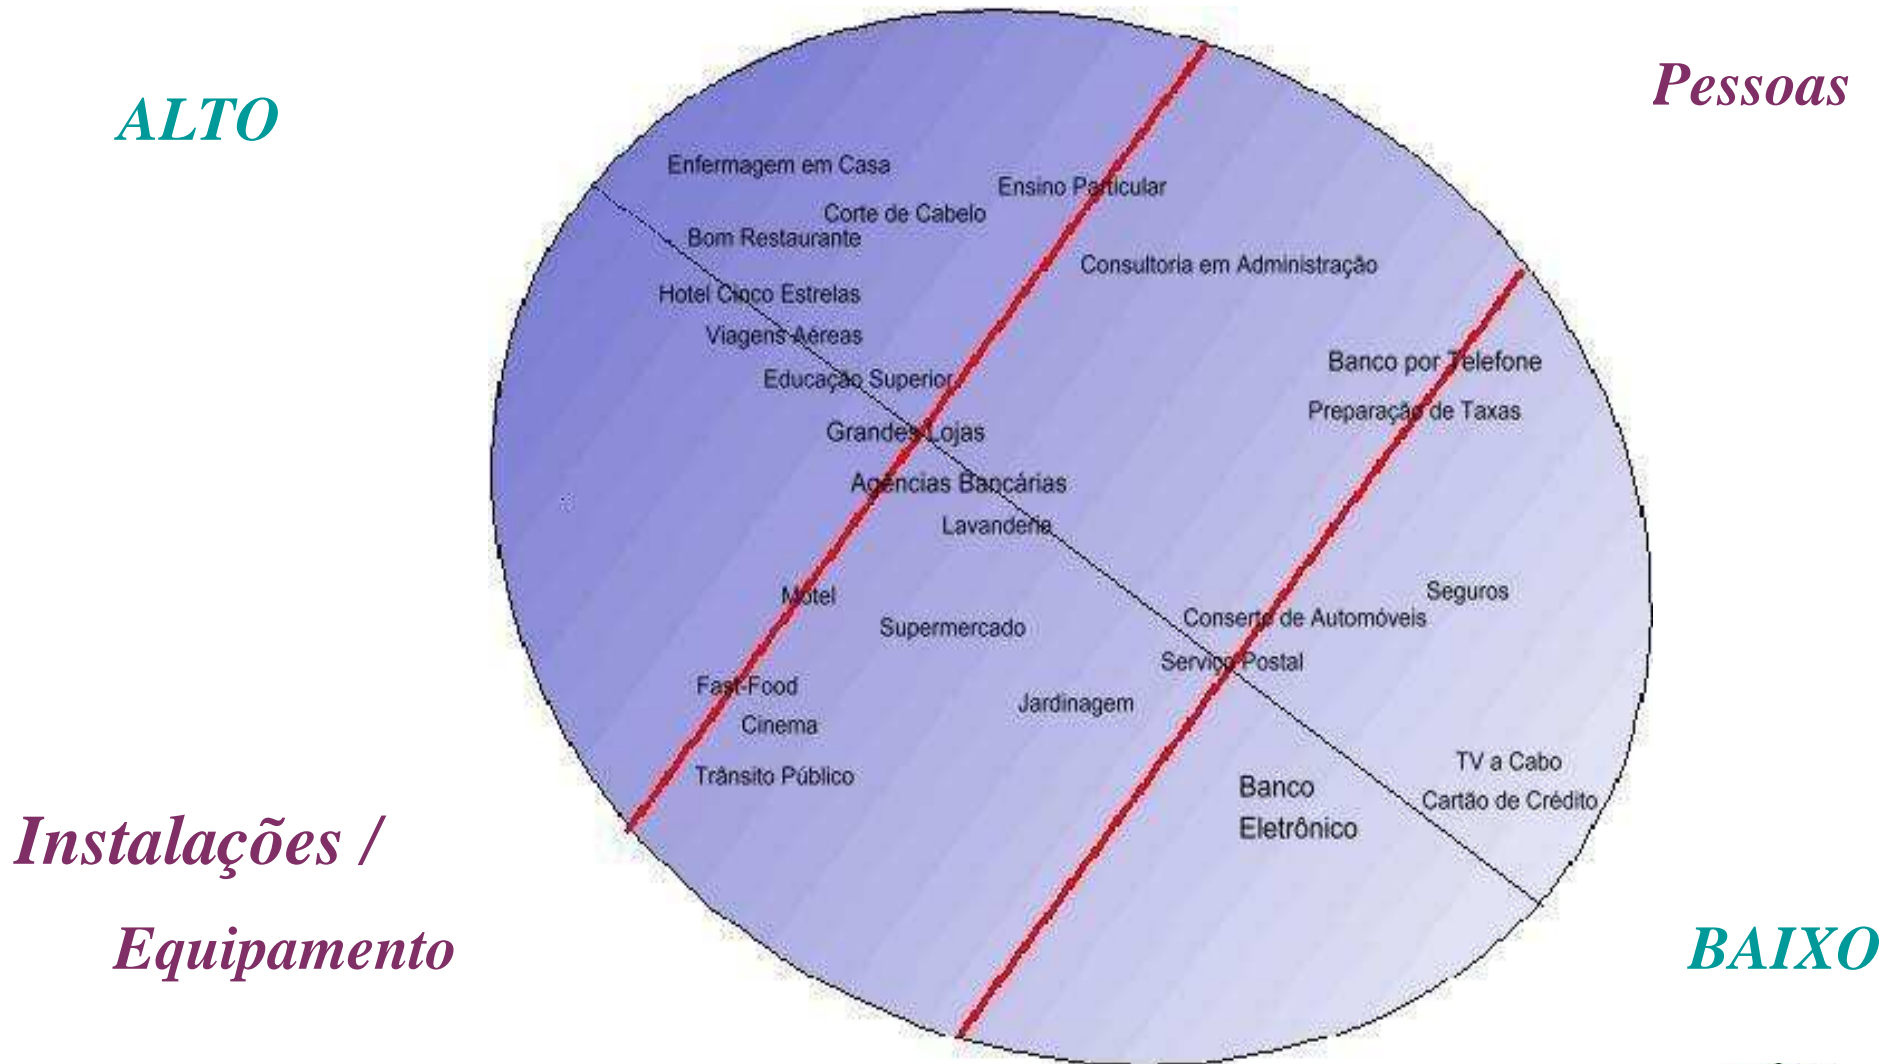 Pessoas
ALTO
Enfermagem em Casa
Ensino Particular
Corte de Cabelo
Bom Restaurante
Consultoria em Administração
Hotel Cinco Estrelas
Viagens Aéreas
Banco por Telefone
Educação Superior
Preparação de Taxas
Grandes Lojas
Agências Bancárias
Lavanderia
Motel
Seguros
Conserto de Automóveis
Supermercado
Serviço Postal
Fast-Food
Jardinagem
Cinema
TV a Cabo
Trânsito Público
Banco
Cartão de Crédito
Eletrônico
Instalações /
Equipamento
BAIXO